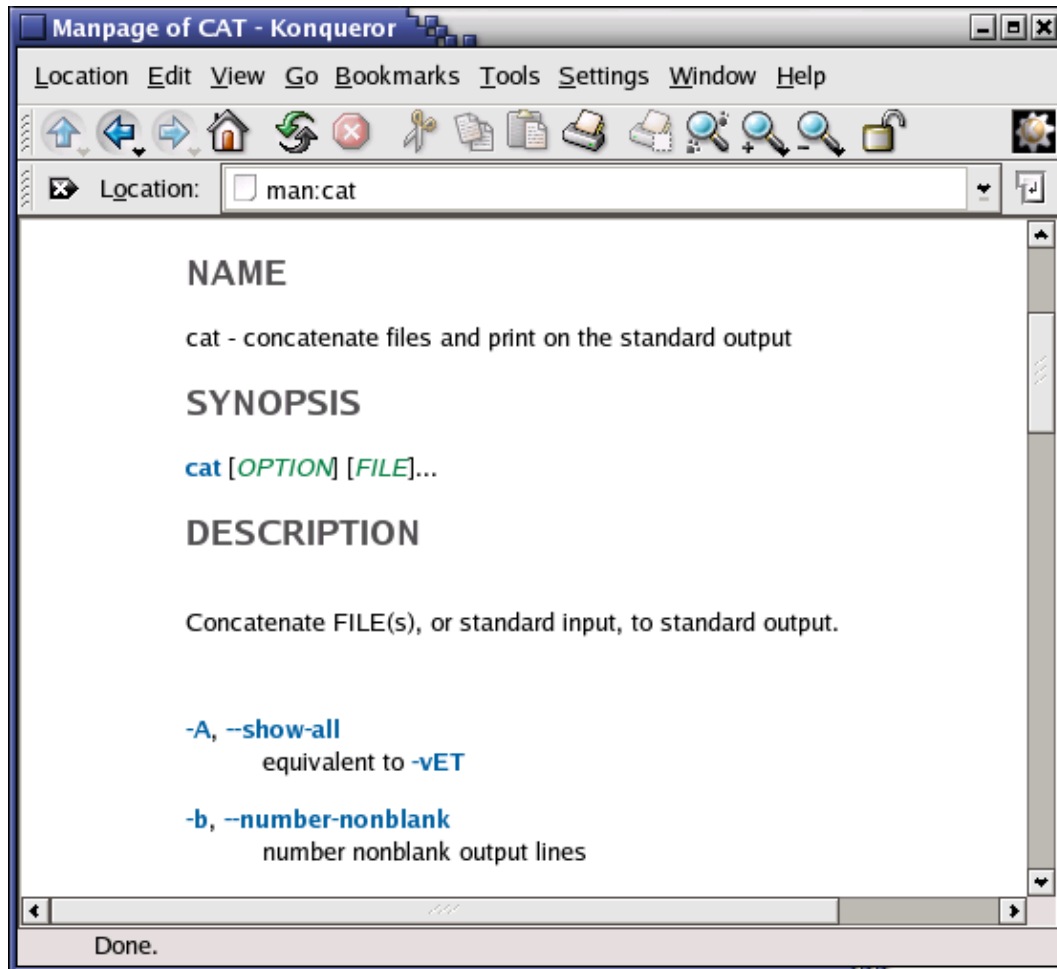 Manpage of CAT - Konqueror
Location Edit View Go Bookmarks Tools Settings Window Help
Location: man:cat
NAME
cat - concatenate files and print on the standard output
SYNOPSIS
cat [OPTION] [FILE]...
DESCRIPTION
Concatenate FILE(s), or standard input, to standard output.
-A, --show-all
equivalent to -vET
-b, --number-nonblank
number nonblank output lines
Done.